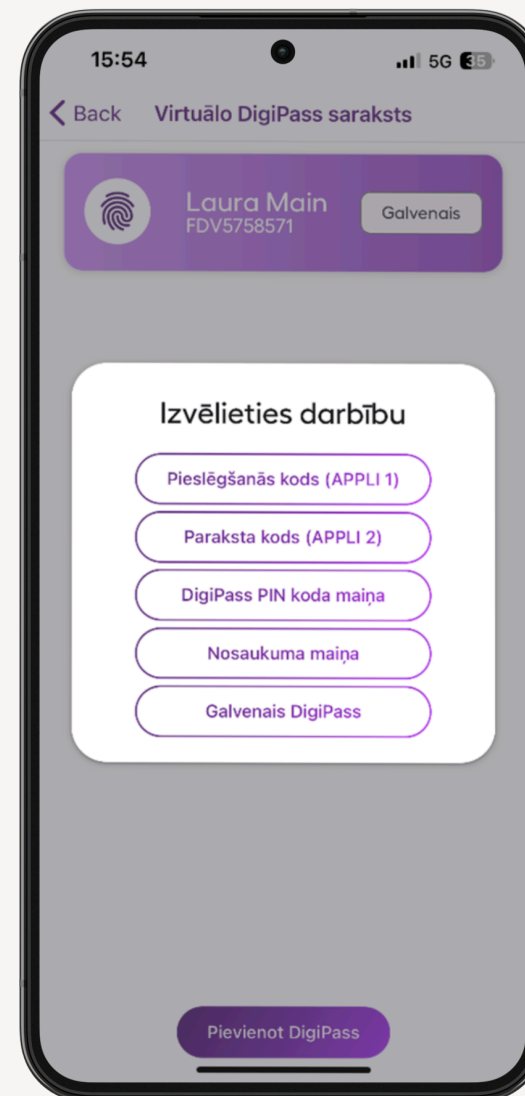 15:54
5G 35
Back Virtuālo DigiPass saraksts
Laura Main
FDV5758571
Galvenais
Izvēlieties darbību
Pieslēgšanās kods (APPLI 1)
Paraksta kods (APPLI 2)
DigiPass PIN koda maiņa
Nosaukuma maiņa
Galvenais DigiPass
Pievienot DigiPass